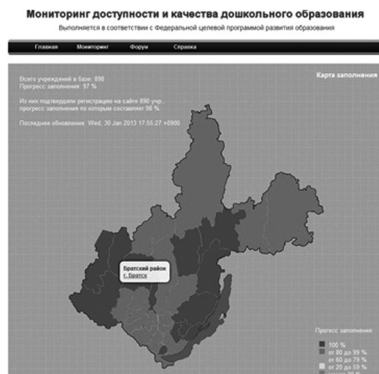 Мониторинг доступности и качества дошкольного образования
Выполняется в соответствии с Федеральной целевой программой развития образования
Главная Мониторинг Форум Справка
Всего учреждений в базе: 898
Прогресс заполнения: 97 %
Карта заполнения
Из них подтвердили регистрацию на сайте 890 учр.,
прогресс заполнения по которым составляет 98 %.
Последнее обновление: Wed, 30 Jan 2013 17:55:27 +0900
Братский район
г. Братск
Прогресс заполнения:
100 %
от 80 до 99 %
от 60 до 79 %
от 20 до 59 %